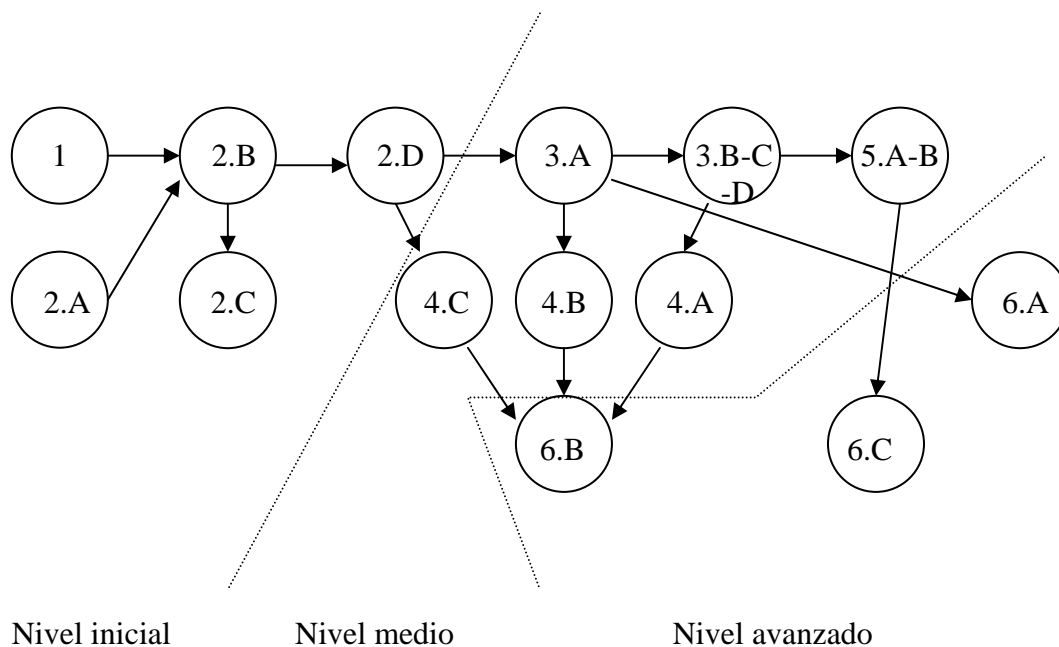 1
2.B
2.D
3.A
3.B-C
-D
5.A-B
2.A
2.C
4.C
4.B
4.A
6.A
6.B
6.C
Nivel inicial
Nivel medio
Nivel avanzado